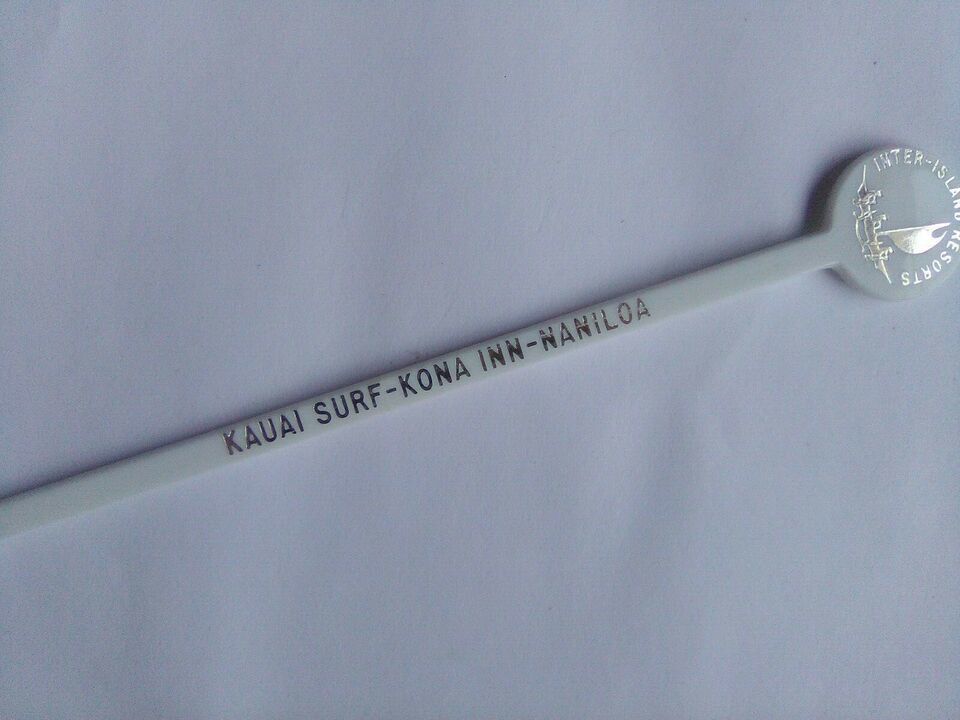 KAUAI SURF-KONA INN-NANILOA
INTER-ISLAND RESORTS